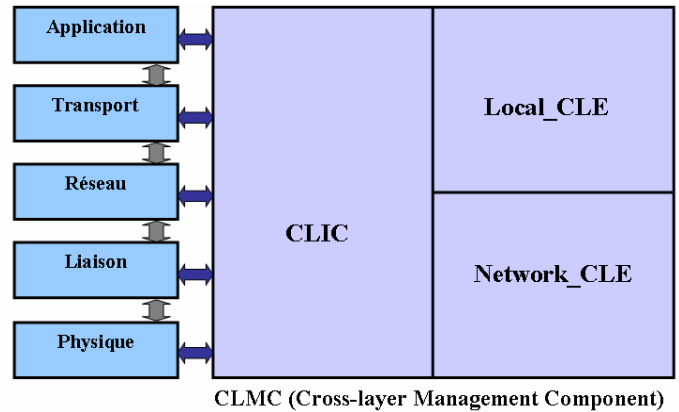 Application
Transport
Réseau
Liaison
Physique
CLIC
Local_CLE
Network_CLE
CLMC (Cross-layer Management Component)